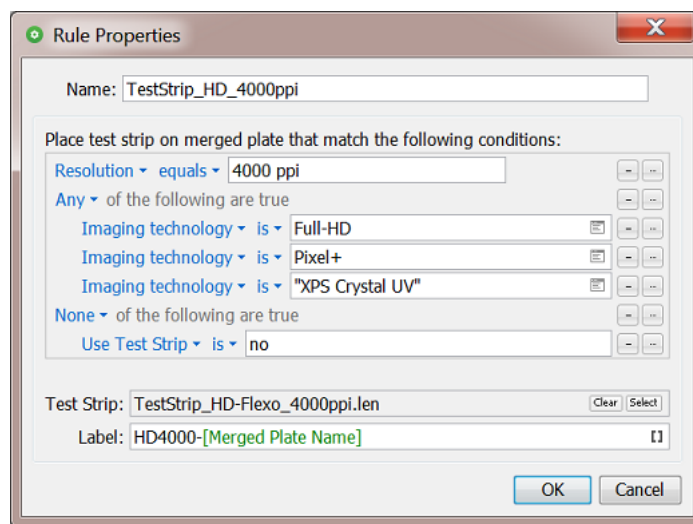 Rule Properties
Name: TestStrip_HD_4000ppi
Place test strip on merged plate that match the following conditions:
Resolution equals 4000 ppi
Any of the following are true
Imaging technology is Full-HD
Imaging technology is Pixel+
Imaging technology is "XPS Crystal UV"
None of the following are true
Use Test Strip is no
Test Strip: TestStrip_HD-Flexo_4000ppi.len Clear Select
Label: HD4000-[Merged Plate Name] []
OK Cancel